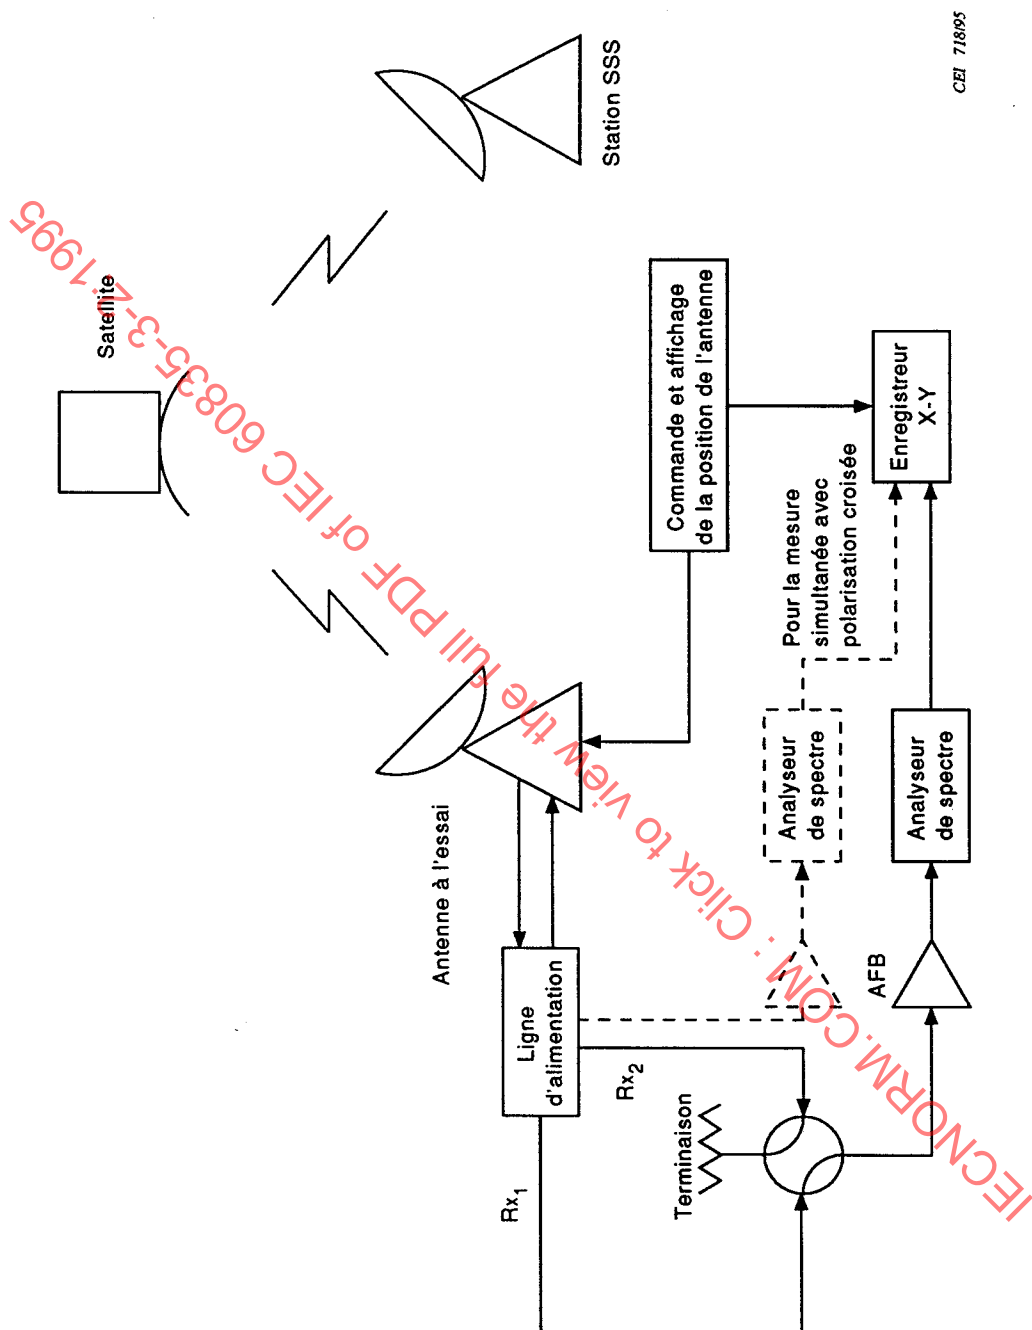 Satellite
Station SSS
Antenne à l'essai
Commande et affichage
de la position de l'antenne
Ligne
d'alimentation
Rx1
Rx2
Terminaison
AFB
Analyseur
de spectre
Analyseur
de spectre
Pour la mesure
simultanée avec
polarisation croisée
Enregistreur
X-Y
CEI 718/95
IECNORM.COM : Click to view the full PDF of IEC 60835-3-2:1995